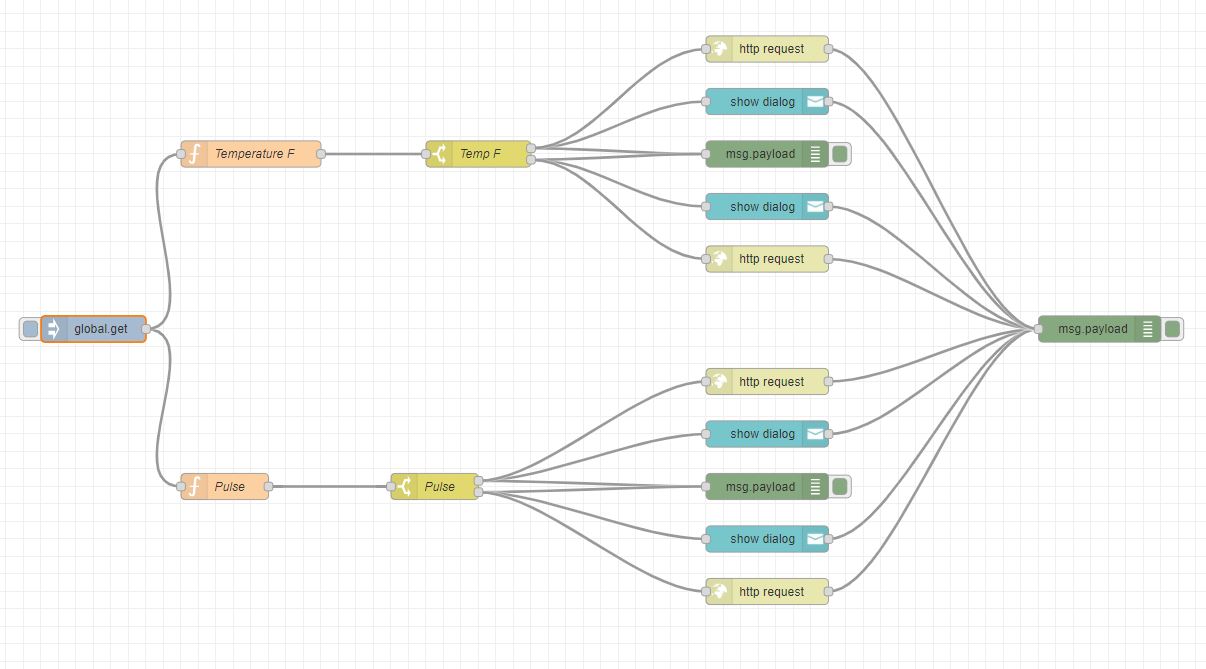 http request
show dialog
Temperature F
Temp F
msg.payload
show dialog
http request
global.get
msg.payload
http request
show dialog
Pulse
Pulse
msg.payload
show dialog
http request